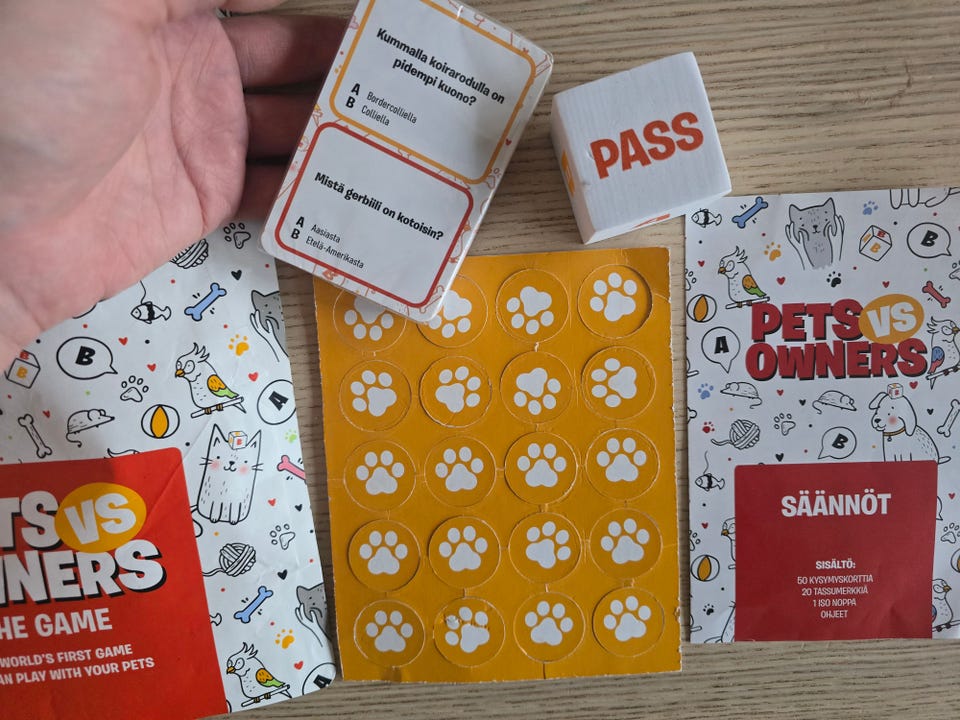 Kummalla koirarodulla on
pidempi kuono?
A Bordercolliella
B Colliella
Mistä gerbiili on kotoisin?
A Aasiasta
B Etelä-Amerikasta
PASS
B
A
B
TS VS
WNERS
HE GAME
WORLD'S FIRST GAME
AN PLAY WITH YOUR PETS
A
B
B
A
B
PETS VS
OWNERS
SÄÄNNÖT
SISÄLTÖ:
50 KYSYMYSKORTTIA
20 TASSUMERKKIÄ
1 ISO NOPPA
OHJEET